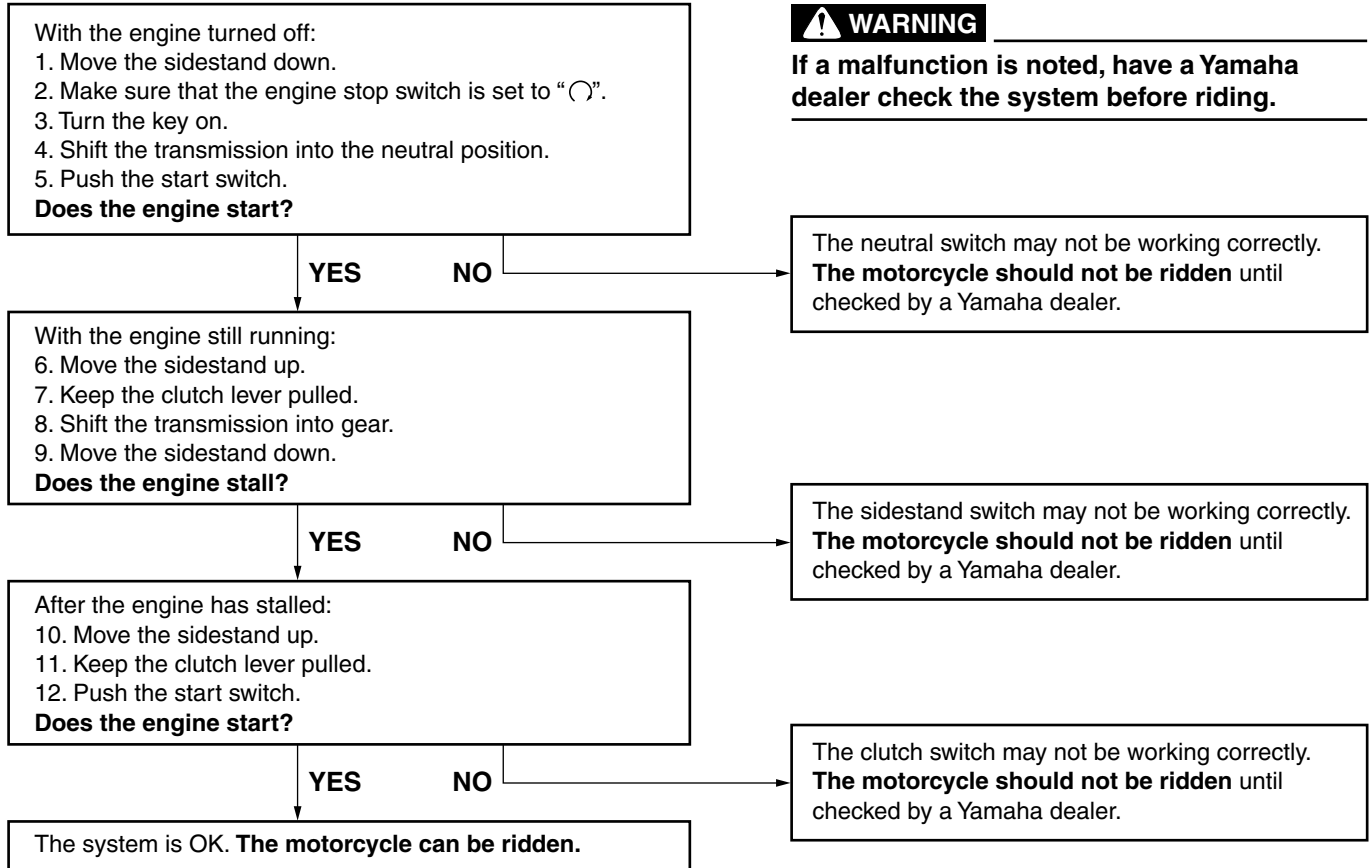 With the engine turned off:
1. Move the sidestand down.
2. Make sure that the engine stop switch is set to “○”.
3. Turn the key on.
4. Shift the transmission into the neutral position.
5. Push the start switch.
Does the engine start?
WARNING
If a malfunction is noted, have a Yamaha
dealer check the system before riding.
YES NO
The neutral switch may not be working correctly.
The motorcycle should not be ridden until
checked by a Yamaha dealer.
With the engine still running:
6. Move the sidestand up.
7. Keep the clutch lever pulled.
8. Shift the transmission into gear.
9. Move the sidestand down.
Does the engine stall?
YES NO
The sidestand switch may not be working correctly.
The motorcycle should not be ridden until
checked by a Yamaha dealer.
After the engine has stalled:
10. Move the sidestand up.
11. Keep the clutch lever pulled.
12. Push the start switch.
Does the engine start?
YES NO
The clutch switch may not be working correctly.
The motorcycle should not be ridden until
checked by a Yamaha dealer.
The system is OK. The motorcycle can be ridden.